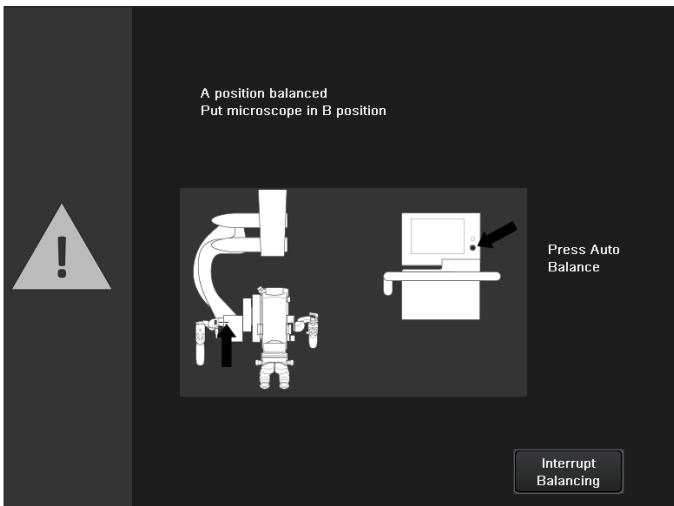 A position balanced
Put microscope in B position
!
Press Auto
Balance
Interrupt
Balancing